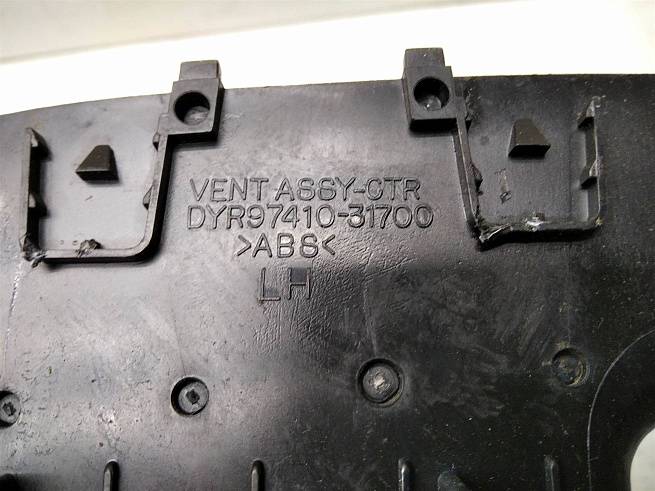 VENT ASSY-CTR
DYR97410-31700
>ABS<
LH